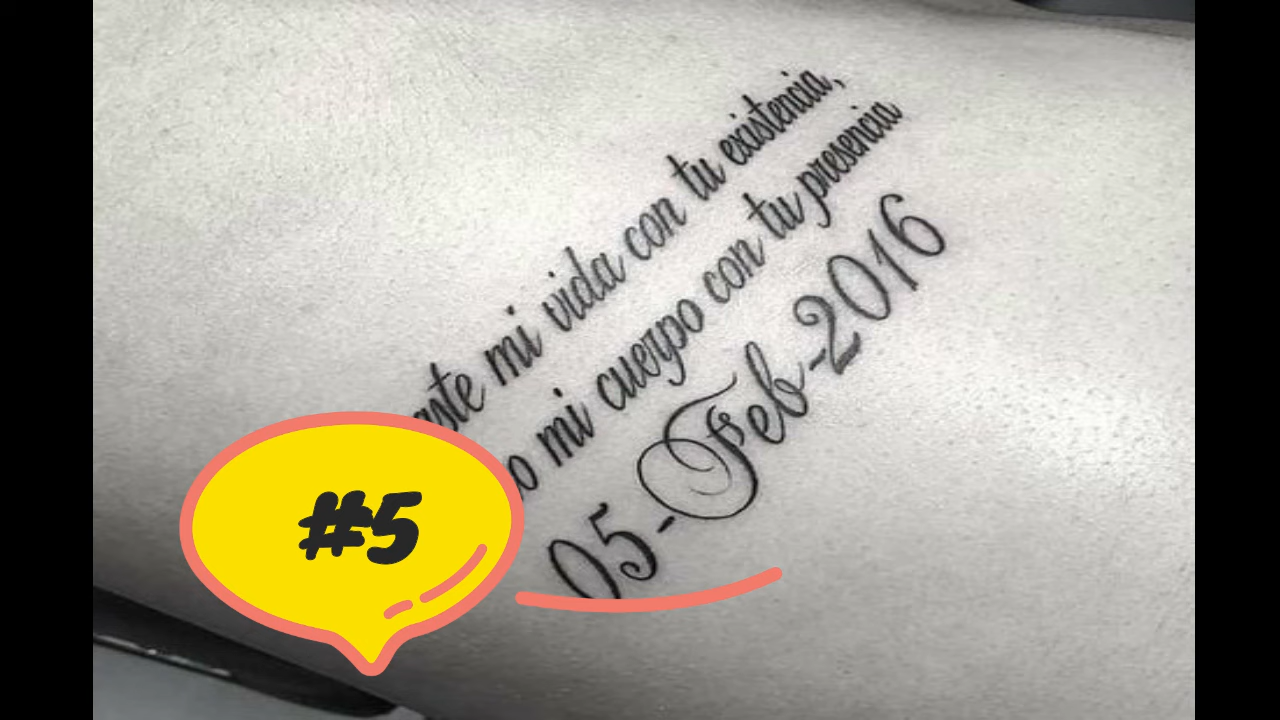 mi vida con tu existencia,
mi cuerpo con tu presencia
05-Feb-2016
#5